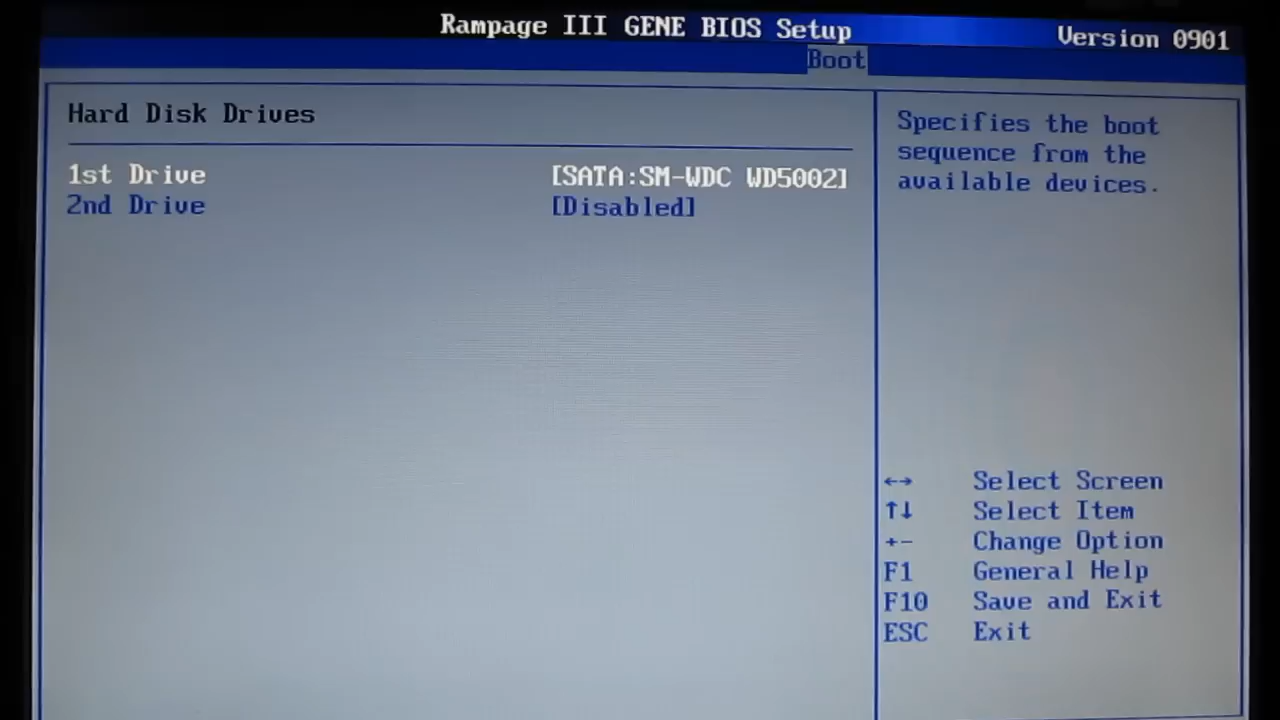 Rampage III GENE BIOS Setup Version 0901
Boot
Hard Disk Drives
1st Drive [SATA:SM-WDC WD5002]
2nd Drive [Disabled]
Specifies the boot
sequence from the
available devices.
←→ Select Screen
↑↓ Select Item
+- Change Option
F1 General Help
F10 Save and Exit
ESC Exit